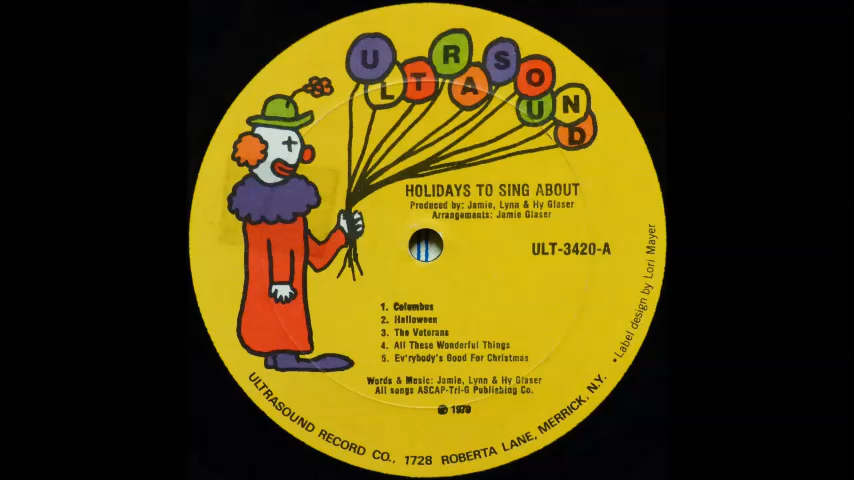 ULTRASOUND
HOLIDAYS TO SING ABOUT
Produced by: Jamie, Lynn & Hy Glaser
Arrangements: Jamie Glaser
ULT-3420-A
1. Columbus
2. Halloween
3. The Veterans
4. All These Wonderful Things
5. Ev'rybody's Good For Christmas
Words & Music: Jamie, Lynn & Hy Glaser
All songs ASCAP-Tri-G Publishing Co.
℗ 1979
• Label design by Lori Mayer
ULTRASOUND RECORD CO., 1728 ROBERTA LANE, MERRICK, N.Y.